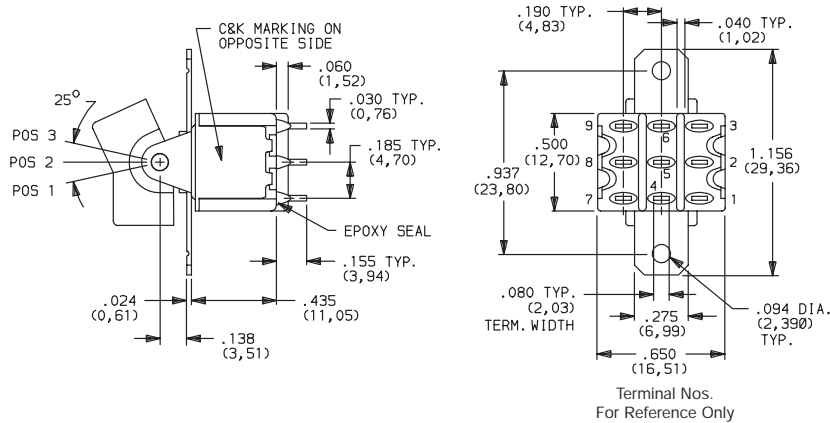 C&K MARKING ON
OPPOSITE SIDE
.060
(1,52)
.030 TYP.
(0,76)
25°
POS 3
POS 2
POS 1
.185 TYP.
(4,70)
EPOXY SEAL
.155 TYP.
(3,94)
.024
(0,61)
.435
(11,05)
.138
(3,51)
.190 TYP.
(4,83)
.040 TYP.
(1,02)
9
3
6
.500
(12,70)
8
2
5
1.156
(29,36)
.937
(23,80)
4
7
1
.080 TYP.
(2,03)
TERM. WIDTH
.275
(6,99)
.094 DIA.
(2,390)
TYP.
.650
(16,51)
Terminal Nos.
For Reference Only